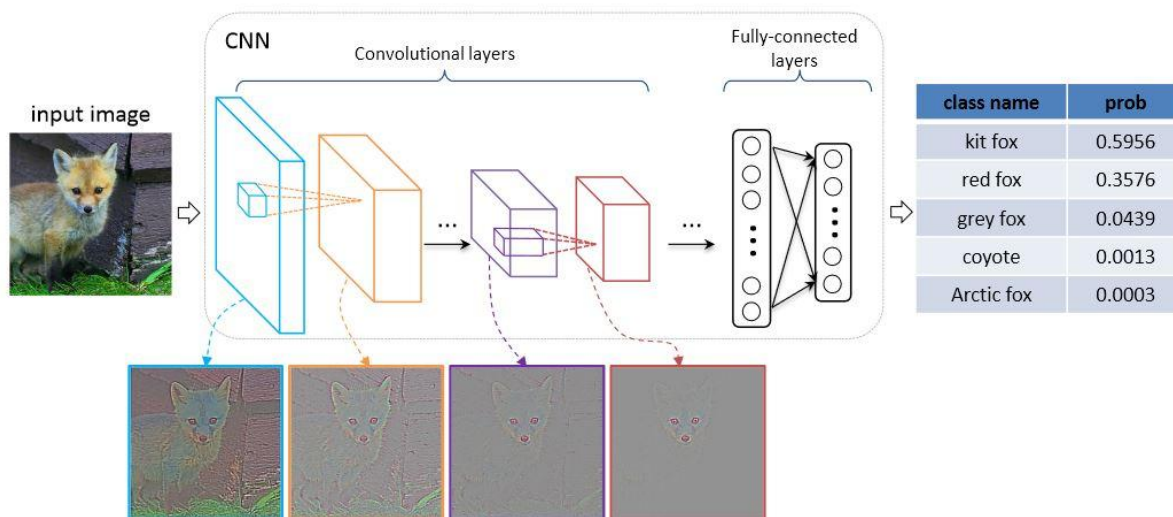 CNN
Convolutional layers
Fully-connected
layers
input image
...
...
class name prob
kit fox 0.5956
red fox 0.3576
grey fox 0.0439
coyote 0.0013
Arctic fox 0.0003